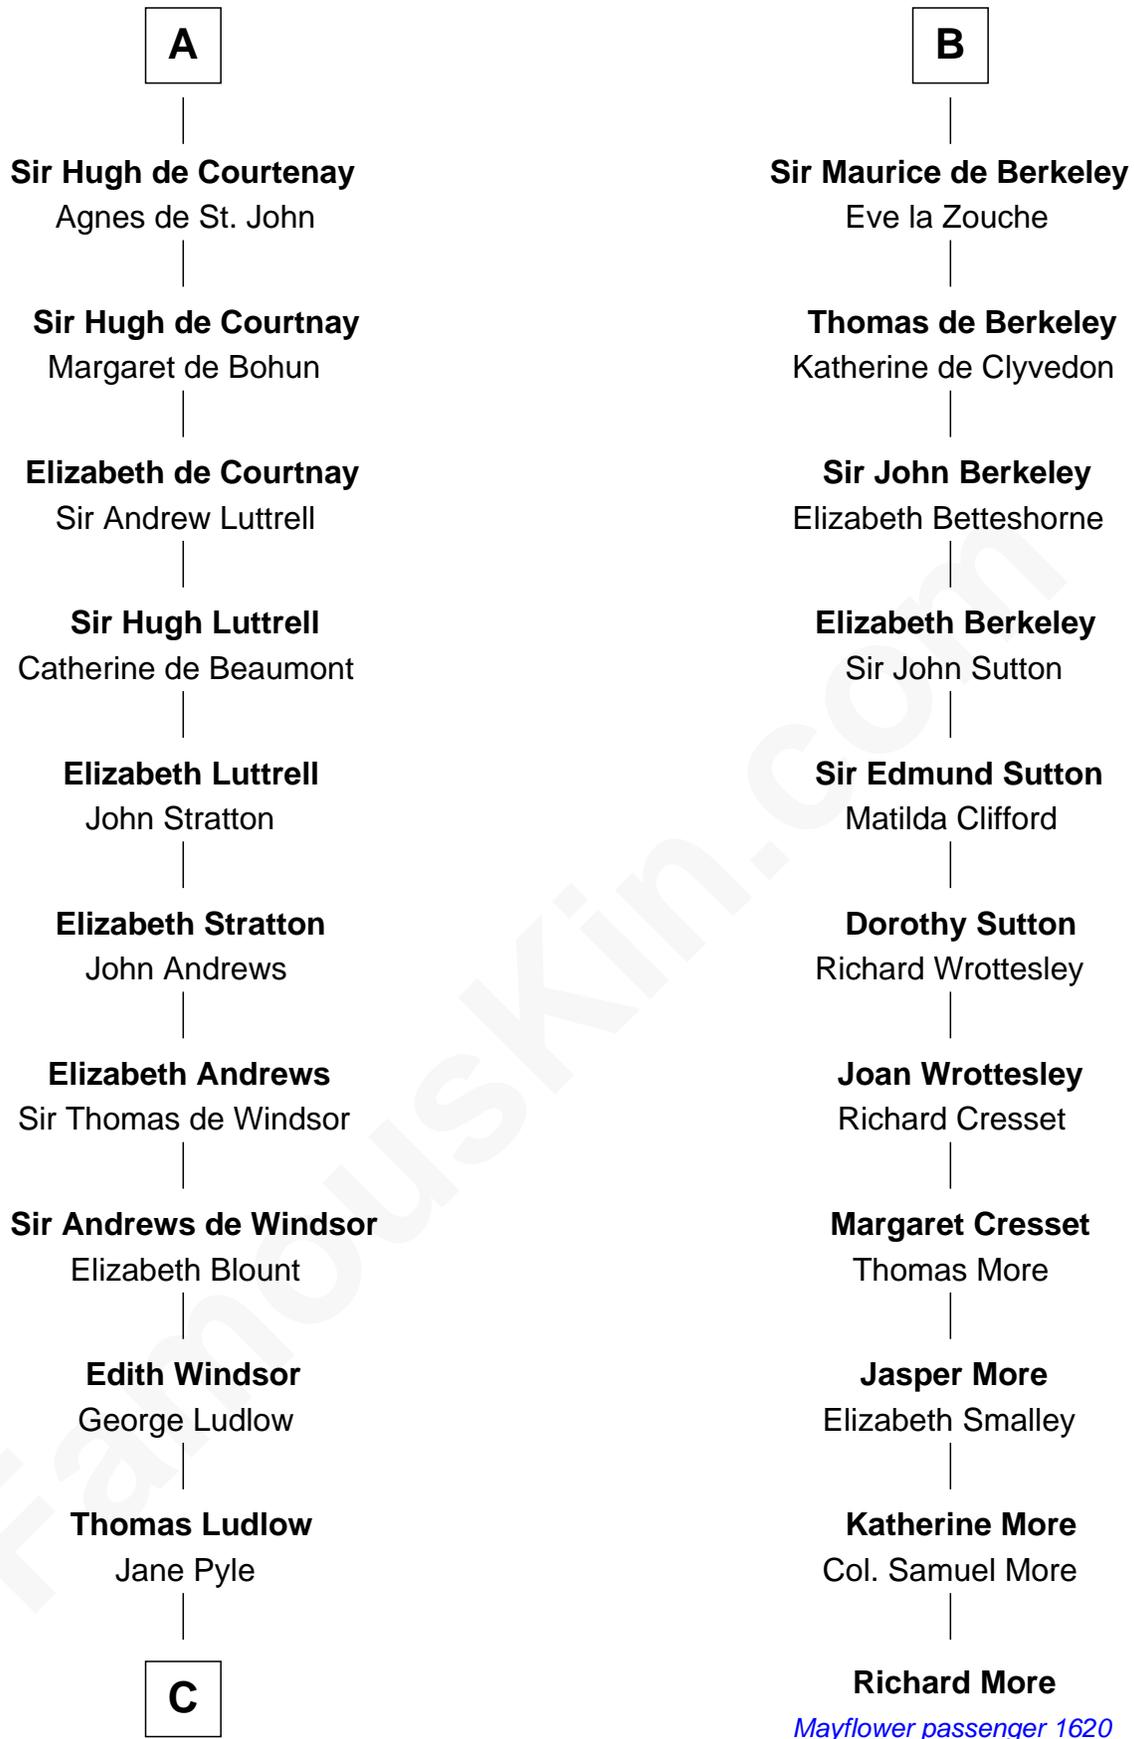 A
Sir Hugh de Courtenay
Agnes de St. John
Sir Hugh de Courtnay
Margaret de Bohun
Elizabeth de Courtnay
Sir Andrew Luttrell
Sir Hugh Luttrell
Catherine de Beaumont
Elizabeth Luttrell
John Stratton
Elizabeth Stratton
John Andrews
Elizabeth Andrews
Sir Thomas de Windsor
Sir Andrews de Windsor
Elizabeth Blount
Edith Windsor
George Ludlow
Thomas Ludlow
Jane Pyle
C
B
Sir Maurice de Berkeley
Eve la Zouche
Thomas de Berkeley
Katherine de Clyvedon
Sir John Berkeley
Elizabeth Betteshorne
Elizabeth Berkeley
Sir John Sutton
Sir Edmund Sutton
Matilda Clifford
Dorothy Sutton
Richard Wrottesley
Joan Wrottesley
Richard Cresset
Margaret Cresset
Thomas More
Jasper More
Elizabeth Smalley
Katherine More
Col. Samuel More
Richard More
Mayflower passenger 1620
FamousKin.com